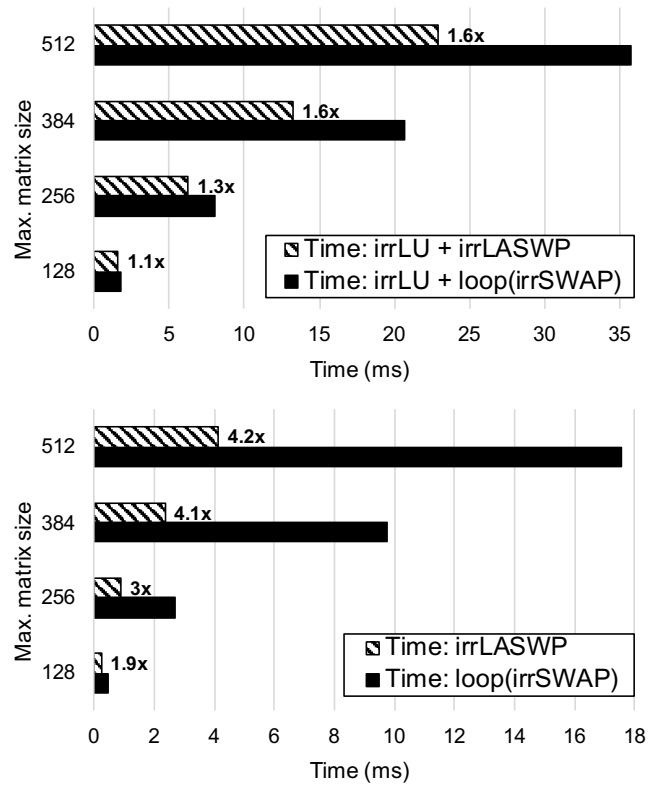 512
1.6x
384
1.6x
256
1.3x
128
1.1x
Max. matrix size
Time: irrLU + irrLASWP
Time: irrLU + loop(irrSWAP)
0 5 10 15 20 25 30 35
Time (ms)
512
4.2x
384
4.1x
256
3x
128
1.9x
Max. matrix size
Time: irrLASWP
Time: loop(irrSWAP)
0 2 4 6 8 10 12 14 16 18
Time (ms)